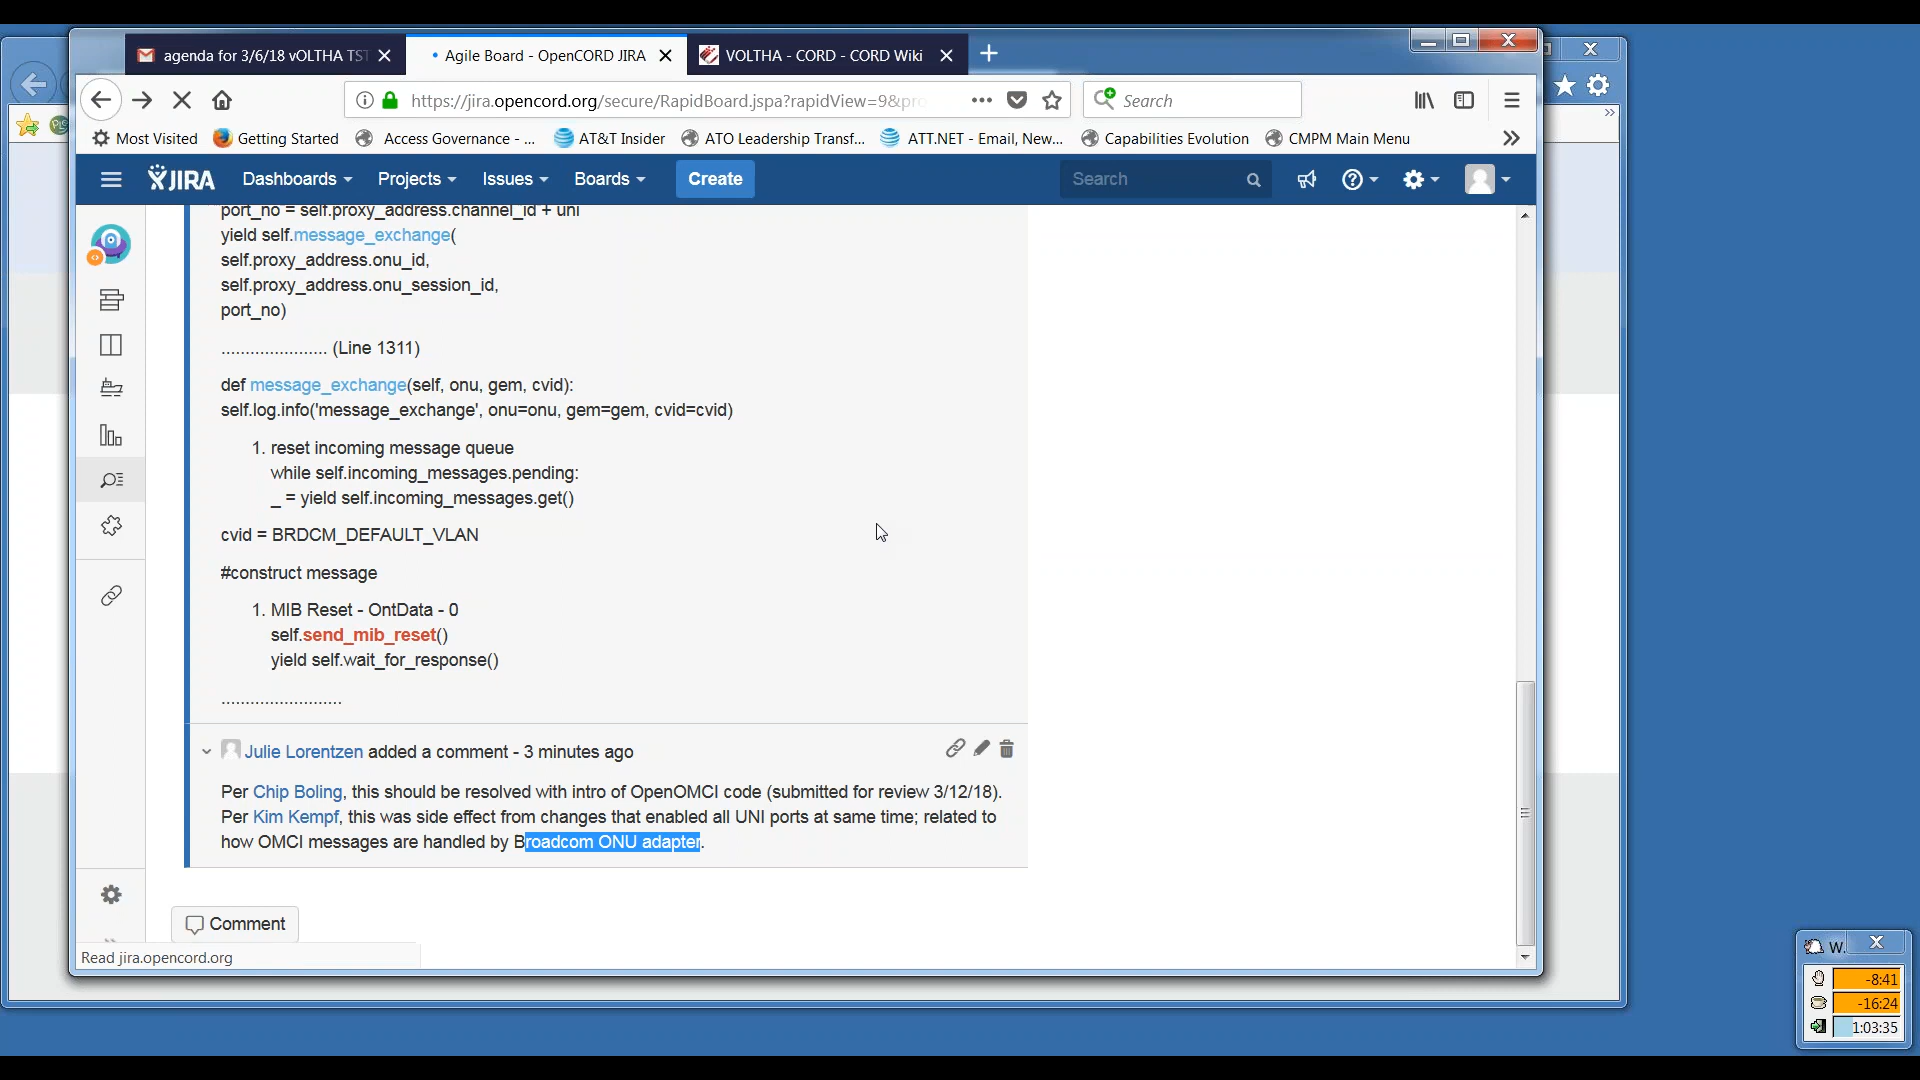 agenda for 3/6/18 vOLTHA TST
Agile Board - OpenCORD JIRA
VOLTHA - CORD - CORD Wiki
https://jira.opencord.org/secure/RapidBoard.jspa?rapidView=9&pro
Search
Most Visited Getting Started Access Governance - ... AT&T Insider ATO Leadership Transf... ATT.NET - Email, New... Capabilities Evolution CMPM Main Menu
JIRA Dashboards Projects Issues Boards Create Search
port_no = self.proxy_address.channel_id + uni
yield self.message_exchange(
self.proxy_address.onu_id,
self.proxy_address.onu_session_id,
port_no)
...................... (Line 1311)
def message_exchange(self, onu, gem, cvid):
self.log.info('message_exchange', onu=onu, gem=gem, cvid=cvid)
1. reset incoming message queue
while self.incoming_messages.pending:
_ = yield self.incoming_messages.get()
cvid = BRDCM_DEFAULT_VLAN
#construct message
1. MIB Reset - OntData - 0
self.send_mib_reset()
yield self.wait_for_response()
.........................
Julie Lorentzen added a comment - 3 minutes ago
Per Chip Boling, this should be resolved with intro of OpenOMCI code (submitted for review 3/12/18).
Per Kim Kempf, this was side effect from changes that enabled all UNI ports at same time; related to
how OMCI messages are handled by Broadcom ONU adapter.
Comment
Read jira.opencord.org
W.
-8:41
-16:24
1:03:35